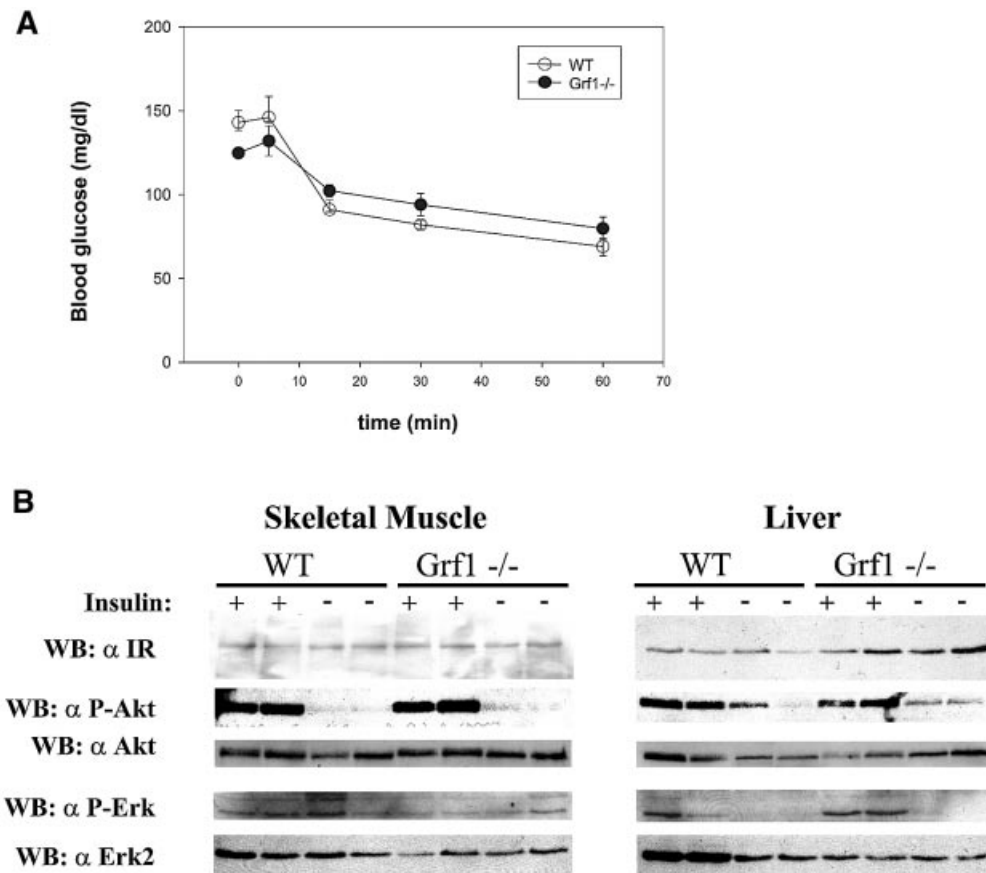 A
200
150
100
50
0
Blood glucose (mg/dl)
WT
Grf1-/-
0 10 20 30 40 50 60 70
time (min)
B
Skeletal Muscle Liver
WT Grf1 -/- WT Grf1 -/-
Insulin: + + - - + + - - + + - - + + - -
WB: α IR
WB: α P-Akt
WB: α Akt
WB: α P-Erk
WB: α Erk2